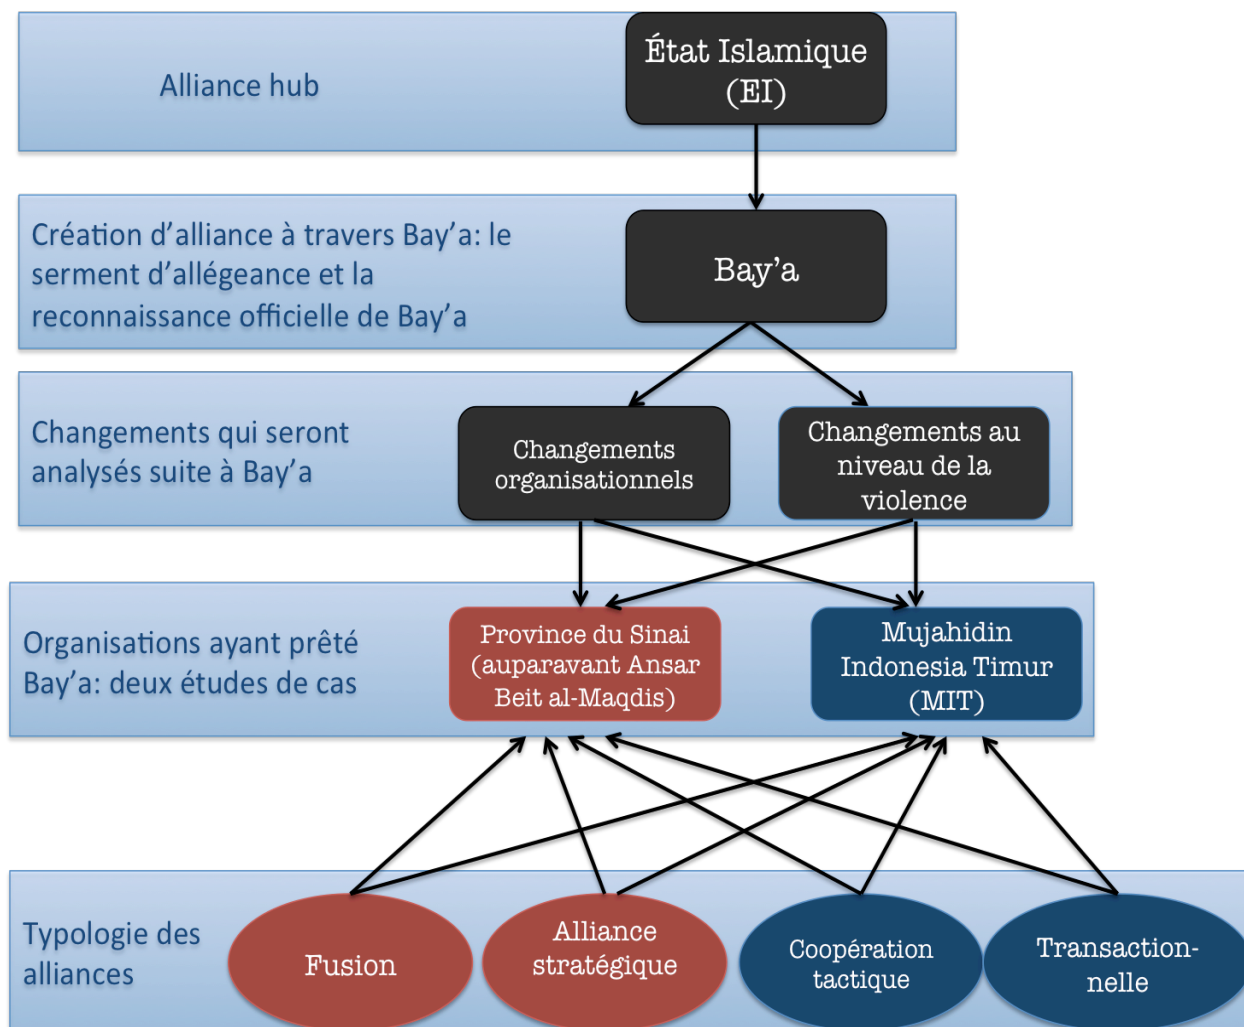 Alliance hub
État Islamique
(EI)
Création d'alliance à travers Bay'a: le
serment d'allégeance et la
reconnaissance officielle de Bay'a
Bay'a
Changements qui seront
analysés suite à Bay'a
Changements
organisationnels
Changements au
niveau de la
violence
Organisations ayant prêté
Bay'a: deux études de cas
Province du Sinai
(auparavant Ansar
Beit al-Maqdis)
Mujahidin
Indonesia Timur
(MIT)
Typologie des
alliances
Fusion
Alliance
stratégique
Coopération
tactique
Transaction-
nelle